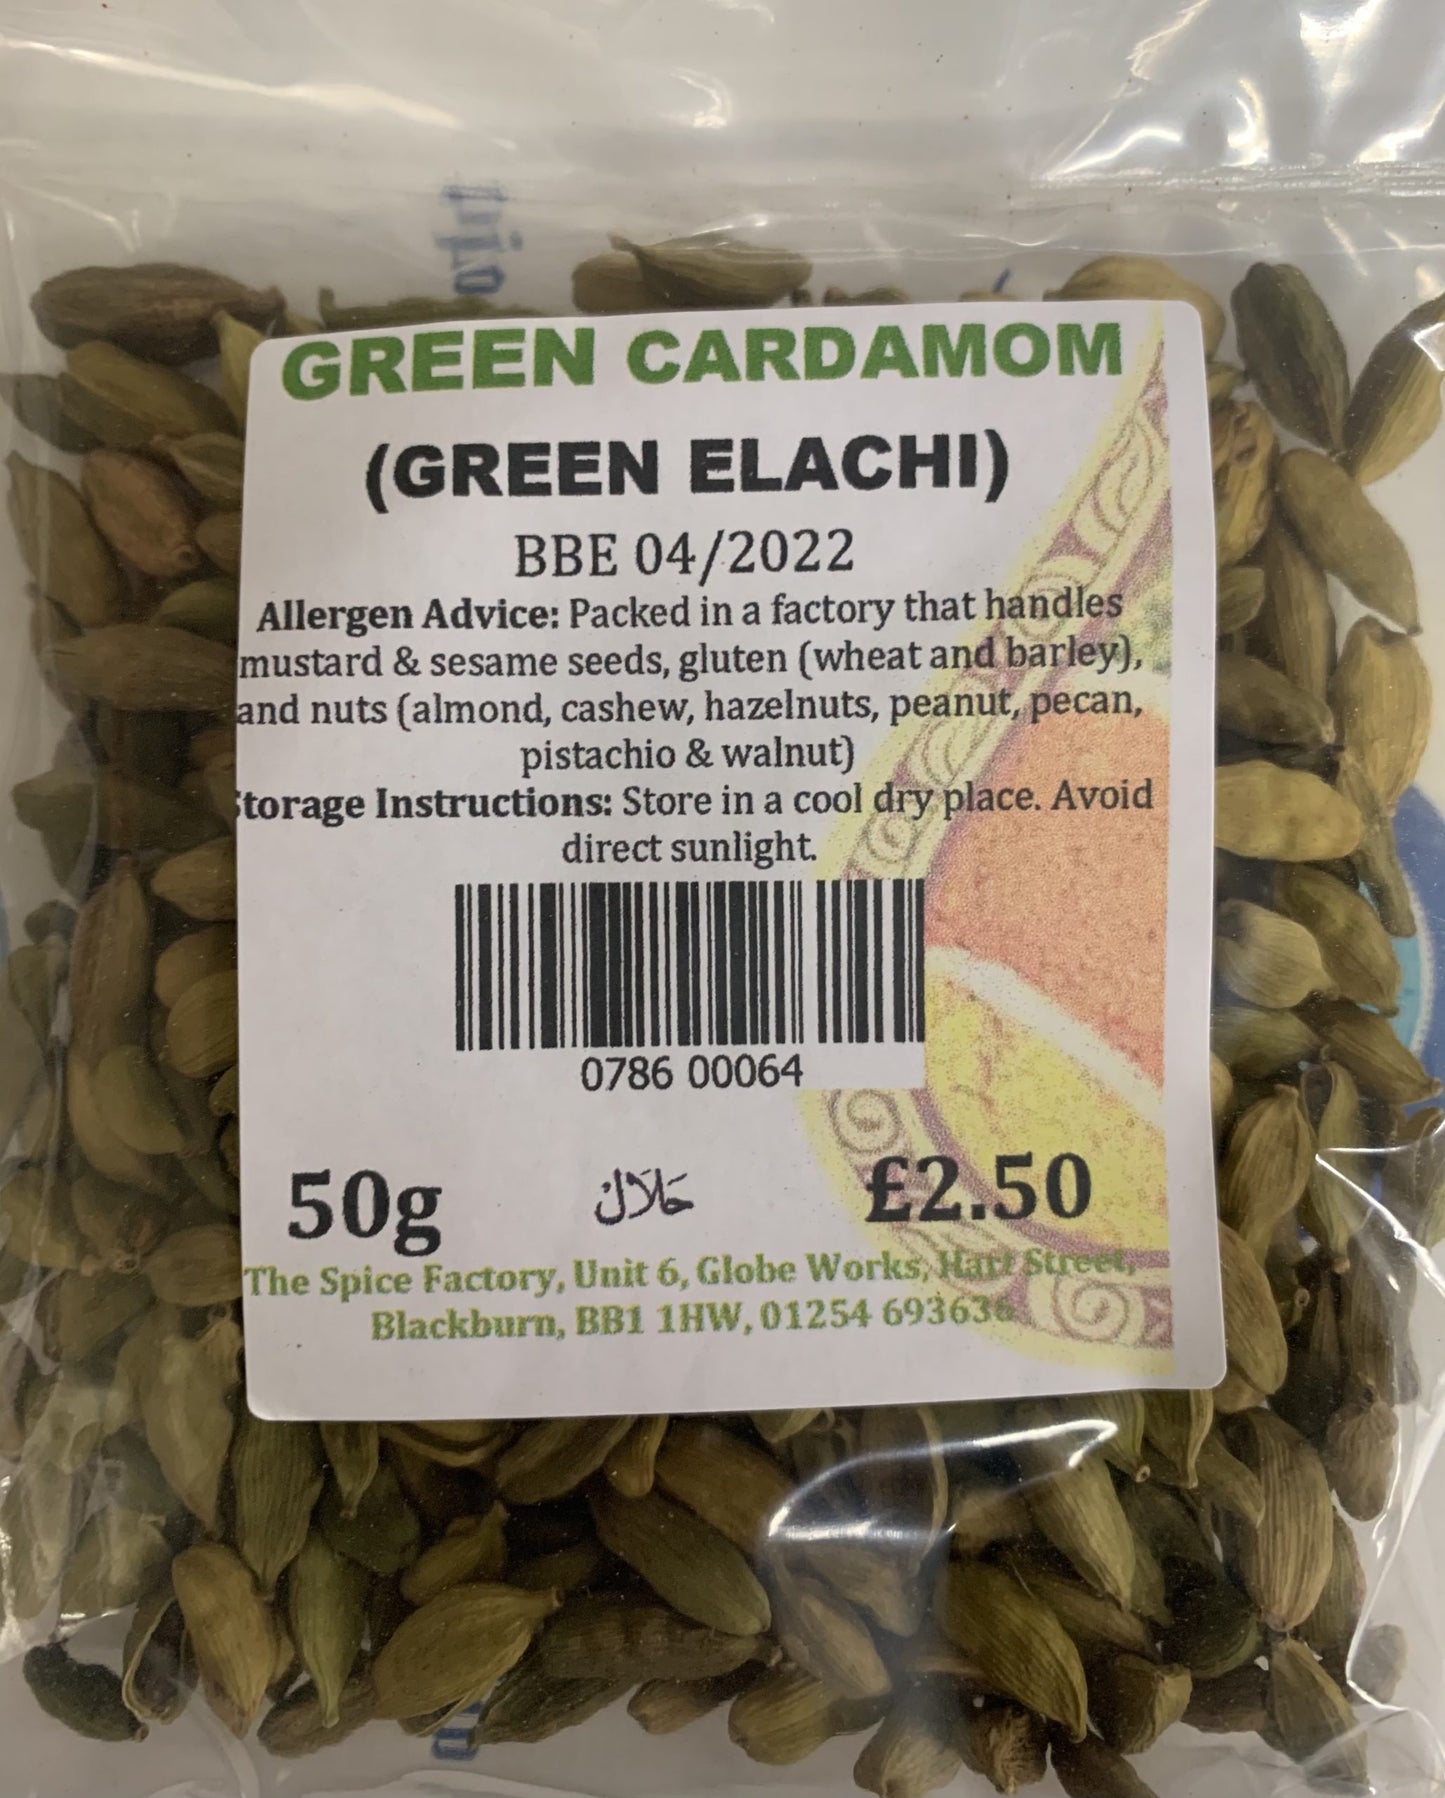 GREEN CARDAMOM
(GREEN ELACHI)
BBE 04/2022
Allergen Advice: Packed in a factory that handles
mustard & sesame seeds, gluten (wheat and barley),
and nuts (almond, cashew, hazelnuts, peanut, pecan,
pistachio & walnut)
Storage Instructions: Store in a cool dry place. Avoid
direct sunlight.
0786 00064
50g حَلَالٌ £2.50
The Spice Factory, Unit 6, Globe Works, Hart Street,
Blackburn, BB1 1HW, 01254 693636